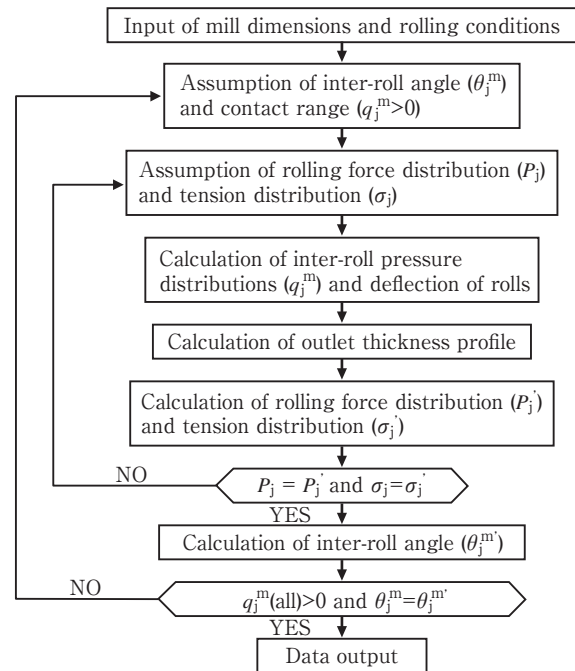 Input of mill dimensions and rolling conditions
Assumption of inter-roll angle (θⱼᵐ)
and contact range (qⱼᵐ>0)
Assumption of rolling force distribution (Pⱼ)
and tension distribution (σⱼ)
Calculation of inter-roll pressure
distributions (qⱼᵐ) and deflection of rolls
Calculation of outlet thickness profile
Calculation of rolling force distribution (Pⱼ')
and tension distribution (σⱼ')
NO
Pⱼ = Pⱼ' and σⱼ=σⱼ'
YES
Calculation of inter-roll angle (θⱼᵐ')
NO
qⱼᵐ(all)>0 and θⱼᵐ=θⱼᵐ'
YES
Data output